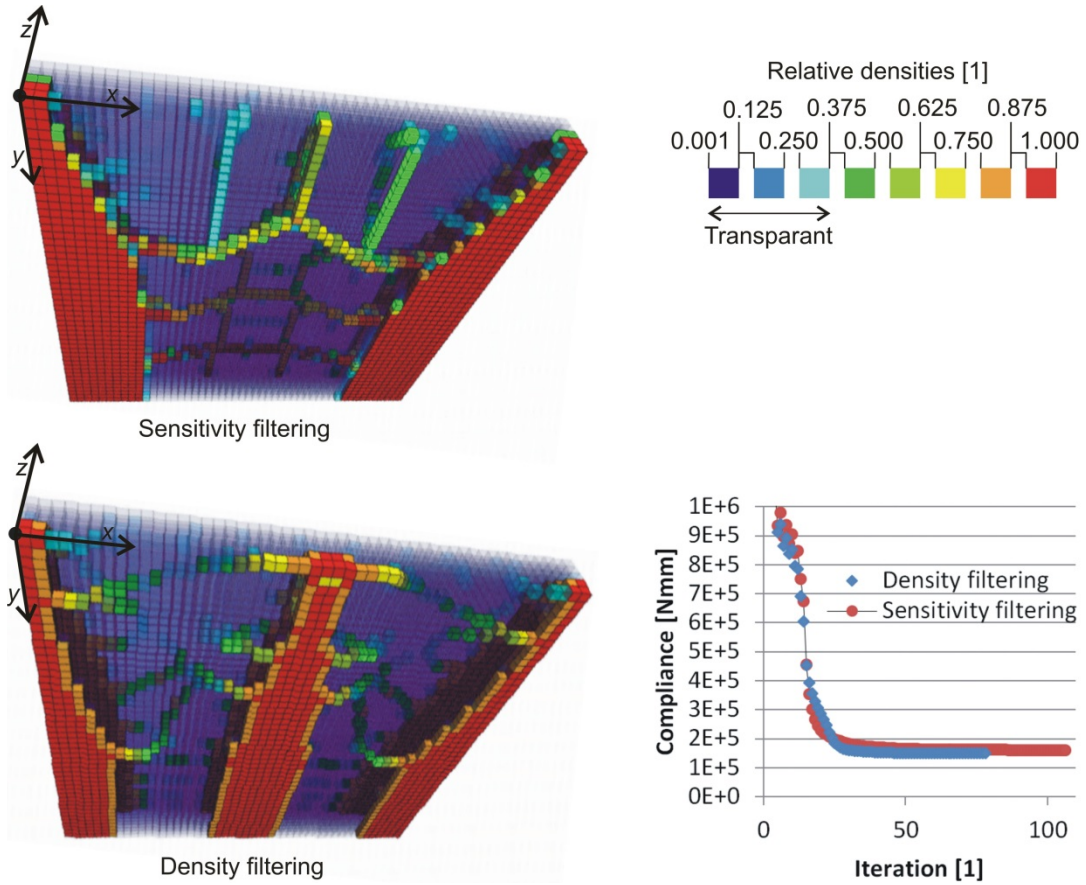 z
x
y
Sensitivity filtering
Relative densities [1]
0.125 0.375 0.625 0.875
0.001 0.250 0.500 0.750 1.000
Transparant
z
x
y
Density filtering
1E+6
9E+5
8E+5
7E+5
6E+5
5E+5
4E+5
3E+5
2E+5
1E+5
0E+0
Compliance [Nmm]
Density filtering
Sensitivity filtering
0 50 100
Iteration [1]